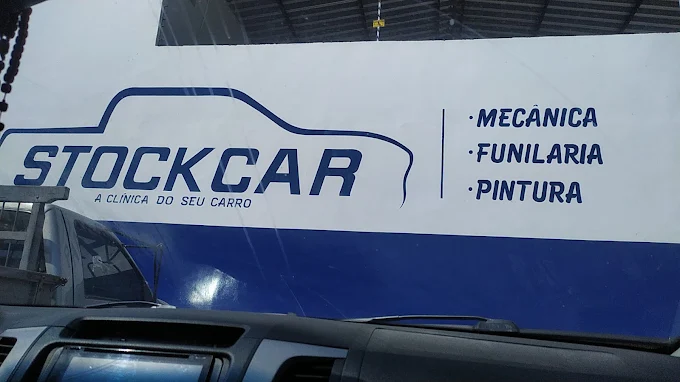 STOCKCAR
A CLÍNICA DO SEU CARRO
· MECÂNICA
· FUNILARIA
· PINTURA